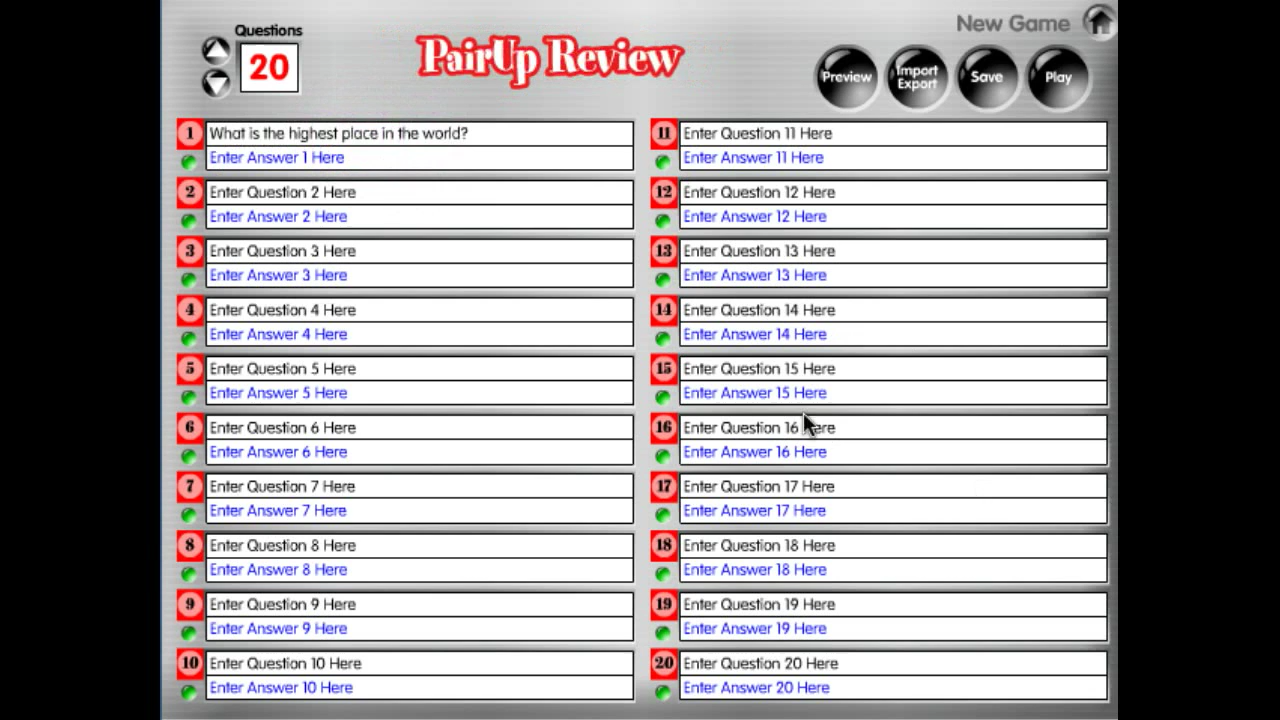 Questions
20
PairUp Review
New Game
Preview
Import
Export
Save
Play
1
What is the highest place in the world?
Enter Answer 1 Here
2
Enter Question 2 Here
Enter Answer 2 Here
3
Enter Question 3 Here
Enter Answer 3 Here
4
Enter Question 4 Here
Enter Answer 4 Here
5
Enter Question 5 Here
Enter Answer 5 Here
6
Enter Question 6 Here
Enter Answer 6 Here
7
Enter Question 7 Here
Enter Answer 7 Here
8
Enter Question 8 Here
Enter Answer 8 Here
9
Enter Question 9 Here
Enter Answer 9 Here
10
Enter Question 10 Here
Enter Answer 10 Here
11
Enter Question 11 Here
Enter Answer 11 Here
12
Enter Question 12 Here
Enter Answer 12 Here
13
Enter Question 13 Here
Enter Answer 13 Here
14
Enter Question 14 Here
Enter Answer 14 Here
15
Enter Question 15 Here
Enter Answer 15 Here
16
Enter Question 16 Here
Enter Answer 16 Here
17
Enter Question 17 Here
Enter Answer 17 Here
18
Enter Question 18 Here
Enter Answer 18 Here
19
Enter Question 19 Here
Enter Answer 19 Here
20
Enter Question 20 Here
Enter Answer 20 Here